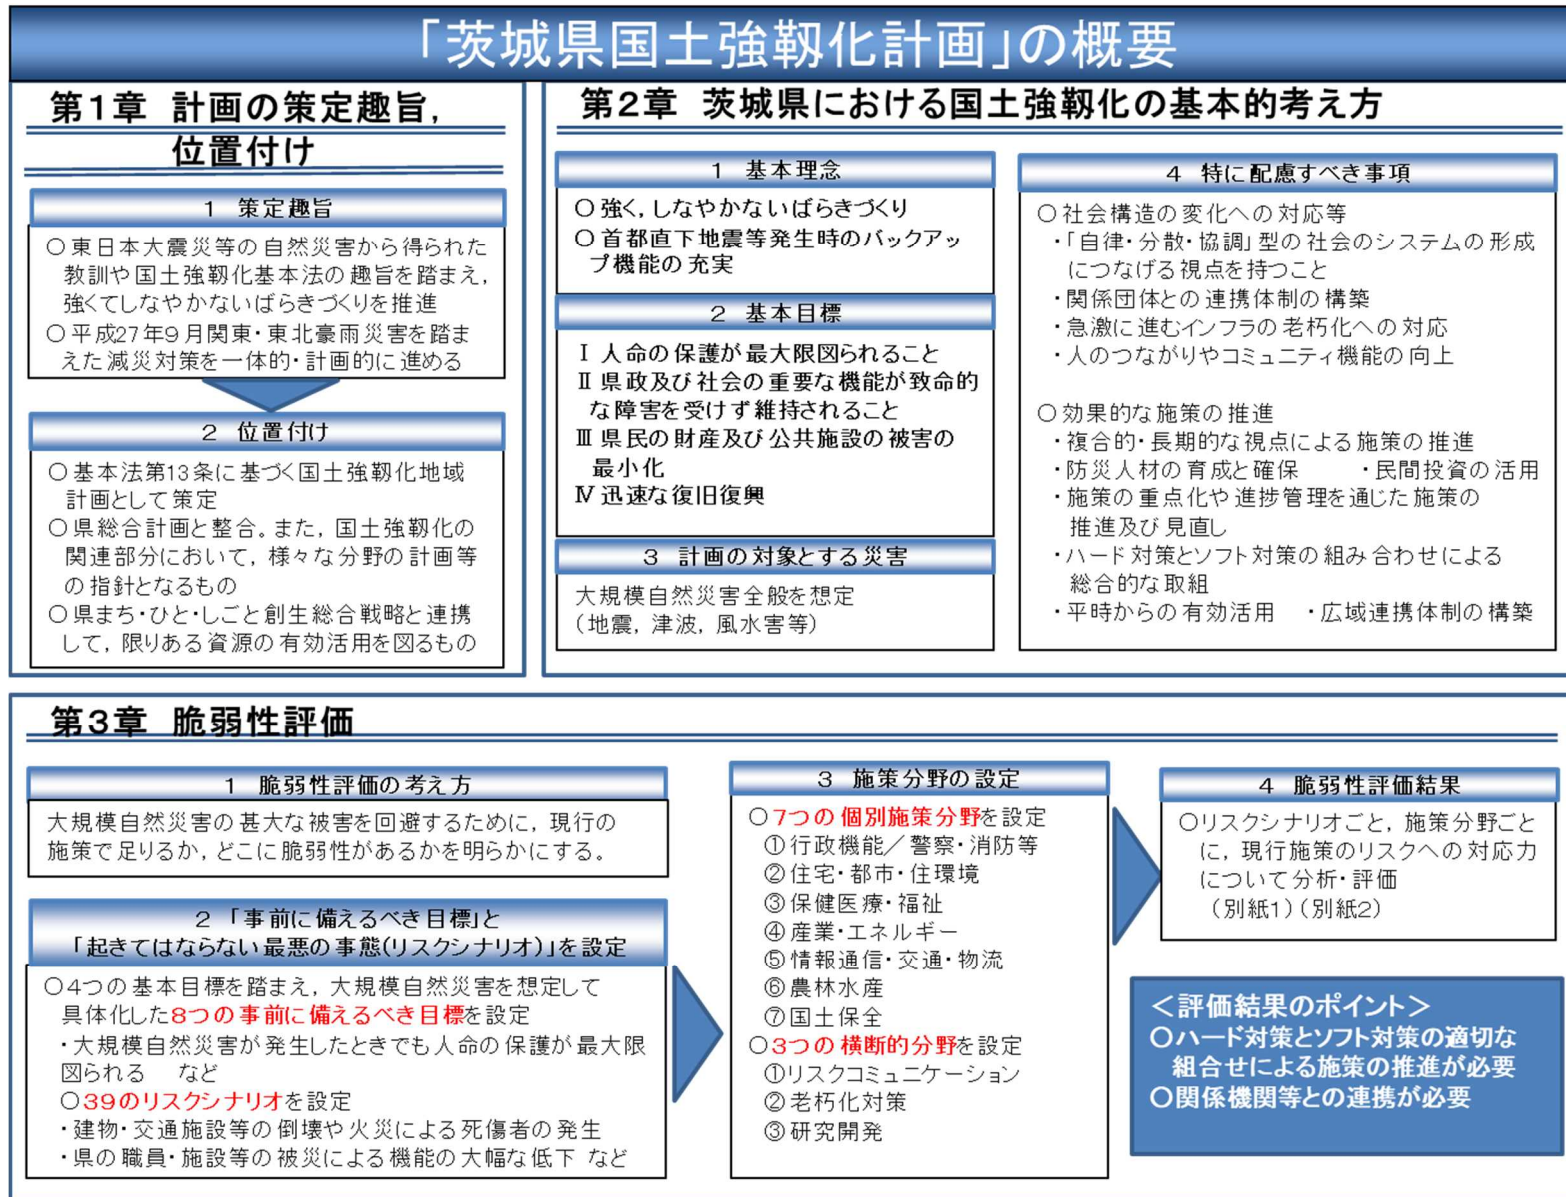 「茨城県国土強靱化計画」の概要
第1章 計画の策定趣旨,
位置付け
1 策定趣旨
○東日本大震災等の自然災害から得られた
教訓や国土強靱化基本法の趣旨を踏まえ,
強くてしなやかないばらきづくりを推進
○平成27年9月関東・東北豪雨災害を踏ま
えた減災対策を一体的・計画的に進める
2 位置付け
○基本法第13条に基づく国土強靱化地域
計画として策定
○県総合計画と整合。また,国土強靱化の
関連部分において,様々な分野の計画等
の指針となるもの
○県まち・ひと・しごと創生総合戦略と連携
して,限りある資源の有効活用を図るもの
第2章 茨城県における国土強靱化の基本的考え方
1 基本理念
○強く,しなやかないばらきづくり
○首都直下地震等発生時のバックアッ
プ機能の充実
2 基本目標
Ⅰ 人命の保護が最大限図られること
Ⅱ 県政及び社会の重要な機能が致命的
な障害を受けず維持されること
Ⅲ 県民の財産及び公共施設の被害の
最小化
Ⅳ 迅速な復旧復興
3 計画の対象とする災害
大規模自然災害全般を想定
(地震,津波,風水害等)
4 特に配慮すべき事項
○社会構造の変化への対応等
・「自律・分散・協調」型の社会のシステムの形成
につなげる視点を持つこと
・関係団体との連携体制の構築
・急激に進むインフラの老朽化への対応
・人のつながりやコミュニティ機能の向上
○効果的な施策の推進
・複合的・長期的な視点による施策の推進
・防災人材の育成と確保 ・民間投資の活用
・施策の重点化や進捗管理を通じた施策の
推進及び見直し
・ハード対策とソフト対策の組み合わせによる
総合的な取組
・平時からの有効活用 ・広域連携体制の構築
第3章 脆弱性評価
1 脆弱性評価の考え方
大規模自然災害の甚大な被害を回避するために,現行の
施策で足りるか,どこに脆弱性があるかを明らかにする。
2 「事前に備えるべき目標」と
「起きてはならない最悪の事態(リスクシナリオ)」を設定
○4つの基本目標を踏まえ,大規模自然災害を想定して
具体化した8つの事前に備えるべき目標を設定
・大規模自然災害が発生したときでも人命の保護が最大限
図られる など
○39のリスクシナリオを設定
・建物・交通施設等の倒壊や火災による死傷者の発生
・県の職員・施設等の被災による機能の大幅な低下 など
3 施策分野の設定
○7つの個別施策分野を設定
①行政機能/警察・消防等
②住宅・都市・住環境
③保健医療・福祉
④産業・エネルギー
⑤情報通信・交通・物流
⑥農林水産
⑦国土保全
○3つの横断的分野を設定
①リスクコミュニケーション
②老朽化対策
③研究開発
4 脆弱性評価結果
○リスクシナリオごと,施策分野ごと
に,現行施策のリスクへの対応力
について分析・評価
(別紙1)(別紙2)
<評価結果のポイント>
○ハード対策とソフト対策の適切な
組合せによる施策の推進が必要
○関係機関等との連携が必要